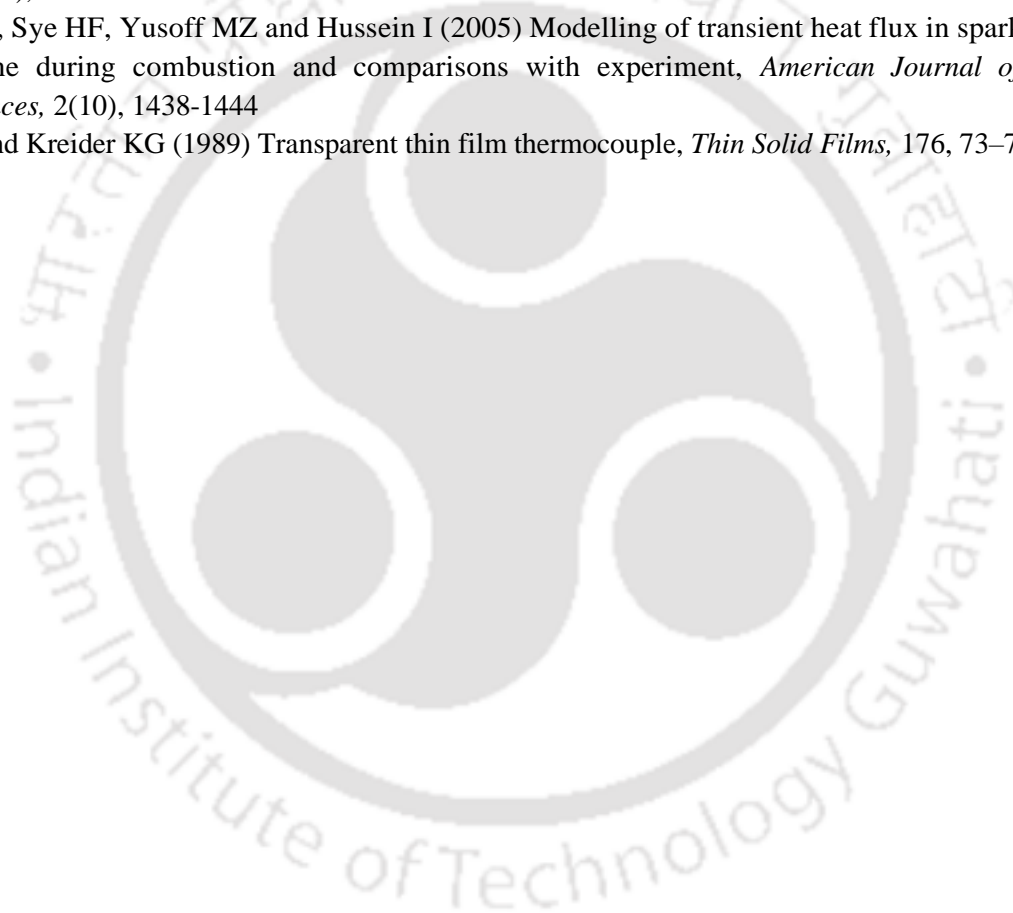 , Sye HF, Yusoff MZ and Hussein I (2005) Modelling of transient heat flux in spark
ne during combustion and comparisons with experiment, American Journal of
ces, 2(10), 1438-1444
nd Kreider KG (1989) Transparent thin film thermocouple, Thin Solid Films, 176, 73–7
Indian Institute of Technology Guwahati